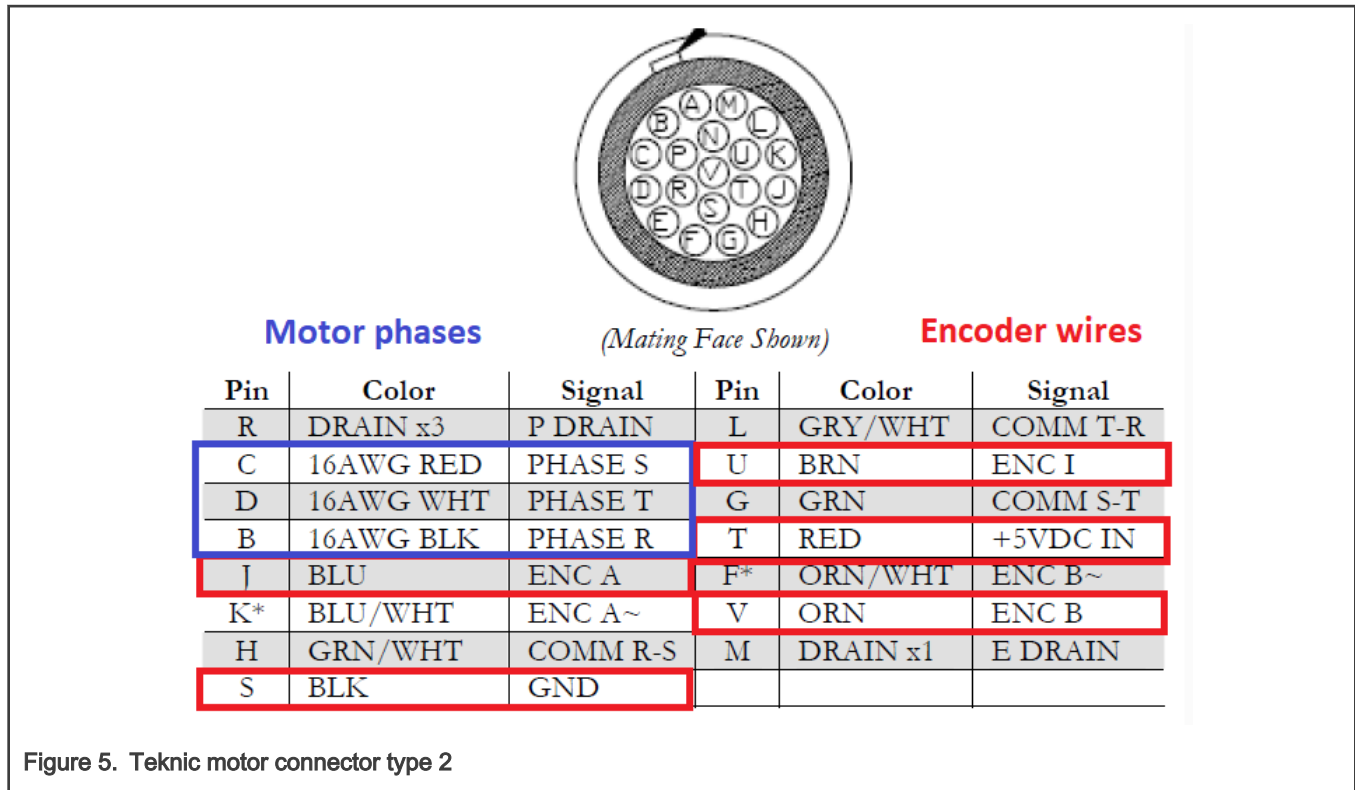 A M
B N L
C P U K
V
D R T J
E S H
F G
Motor phases (Mating Face Shown) Encoder wires
Pin Color Signal Pin Color Signal
R DRAIN x3 P DRAIN L GRY/WHT COMM T-R
C 16AWG RED PHASE S U BRN ENC I
D 16AWG WHT PHASE T G GRN COMM S-T
B 16AWG BLK PHASE R T RED +5VDC IN
J BLU ENC A F* ORN/WHT ENC B~
K* BLU/WHT ENC A~ V ORN ENC B
H GRN/WHT COMM R-S M DRAIN x1 E DRAIN
S BLK GND
Figure 5. Teknic motor connector type 2